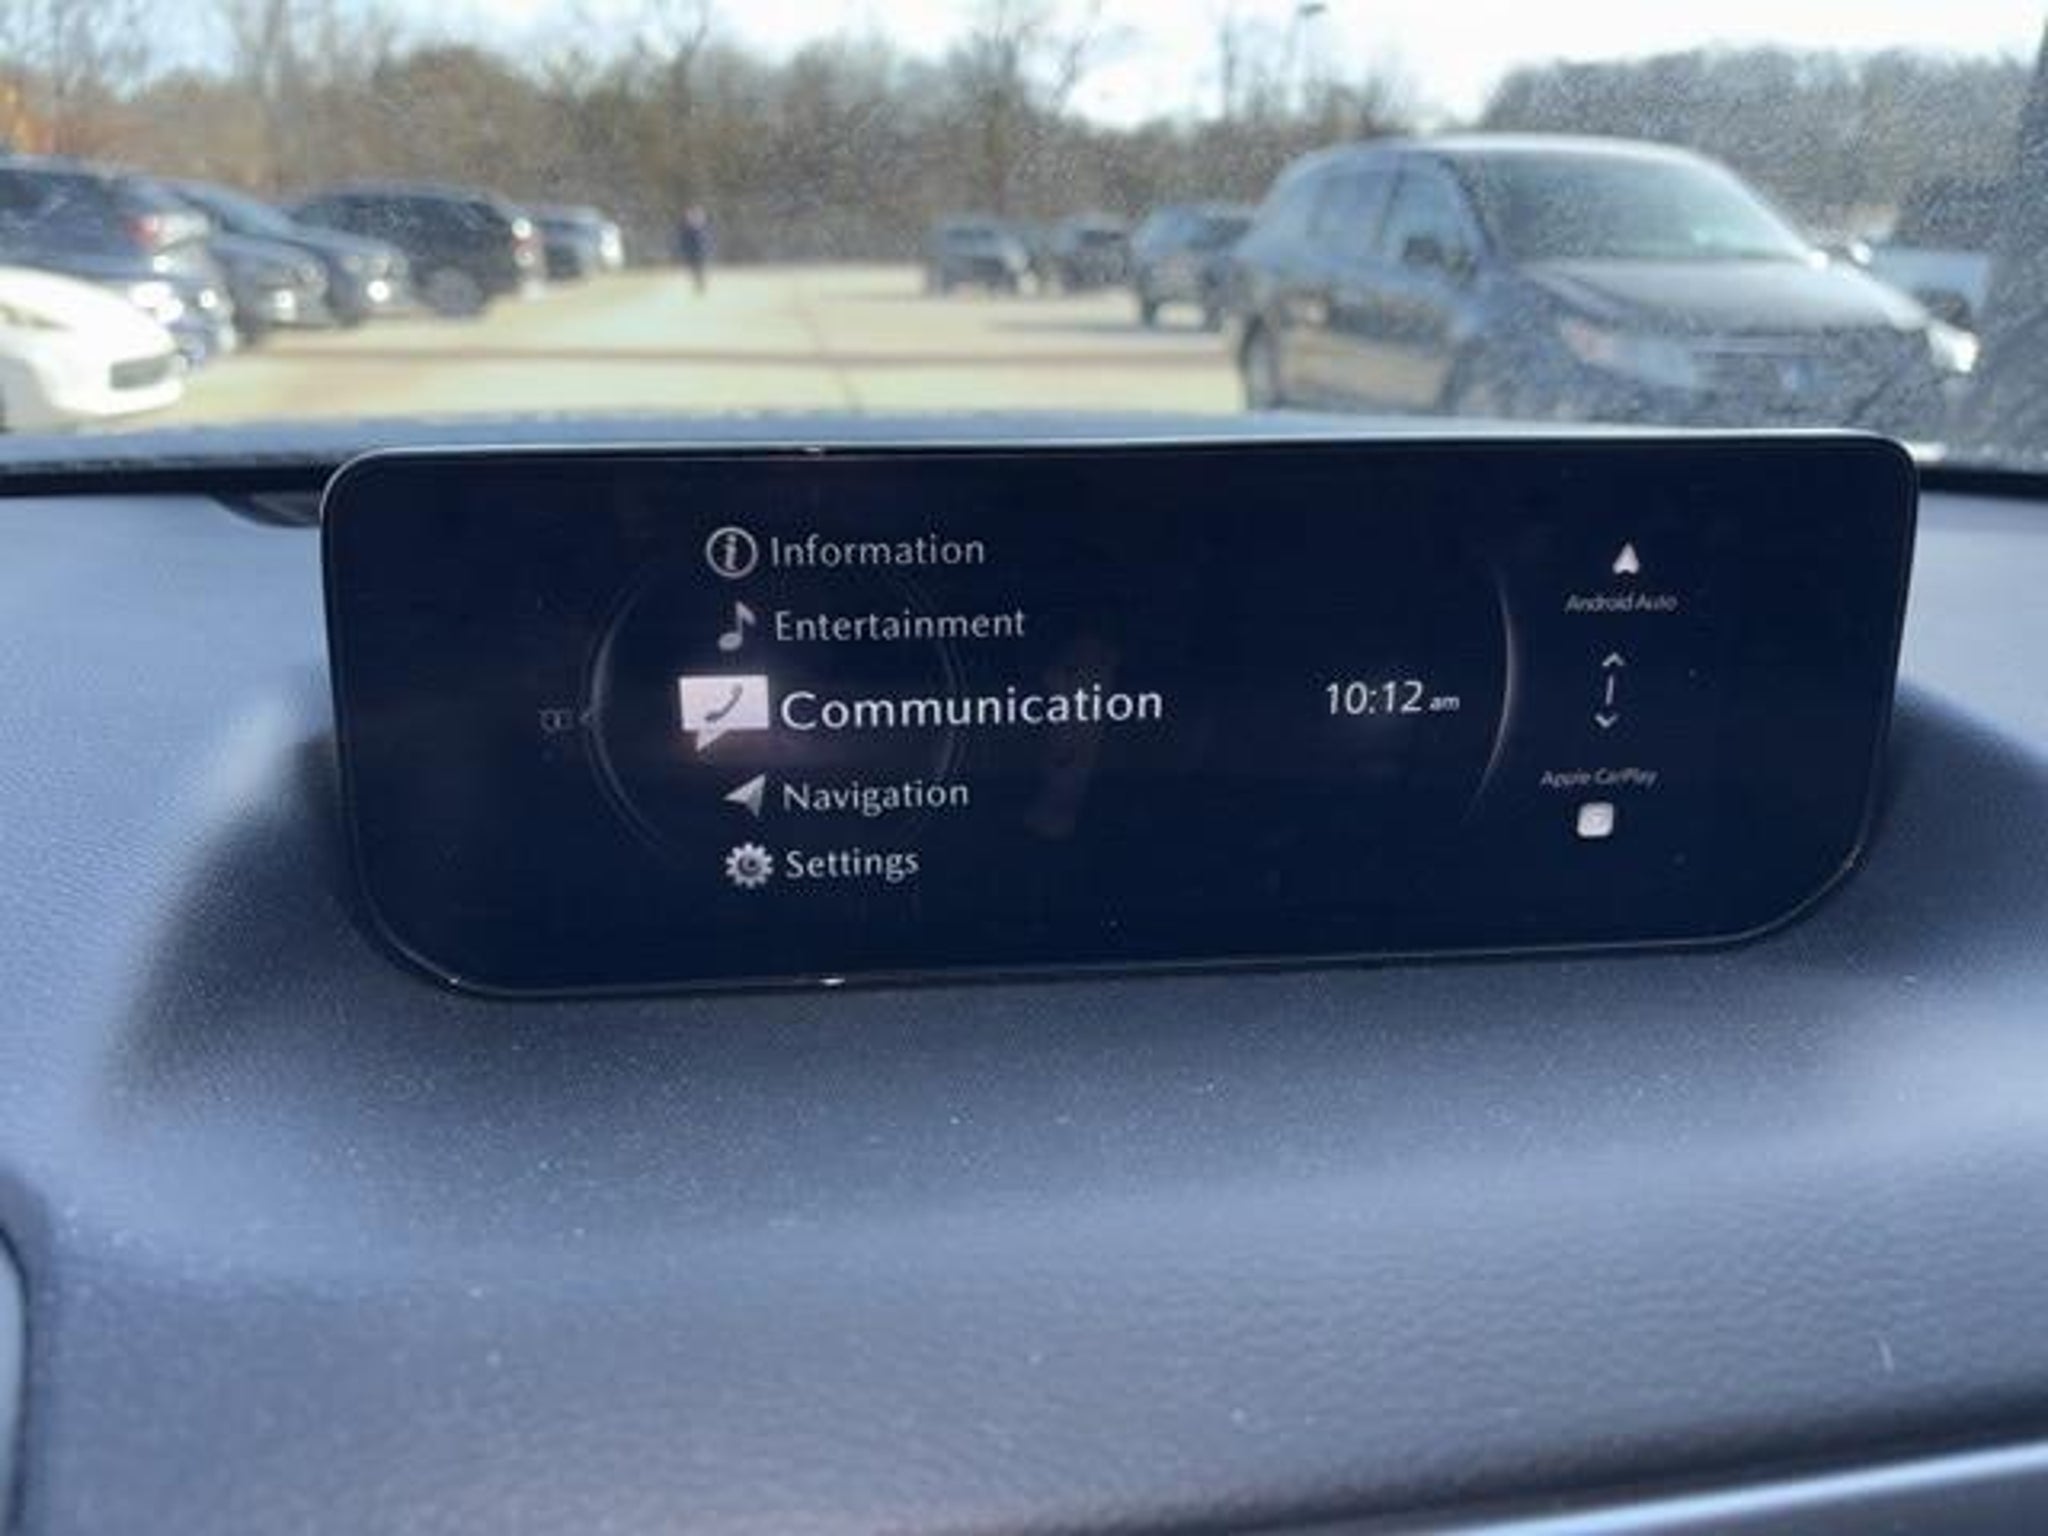 Information
Entertainment
Communication
Navigation
Settings
10:12 am
Android Auto
Apple CarPlay